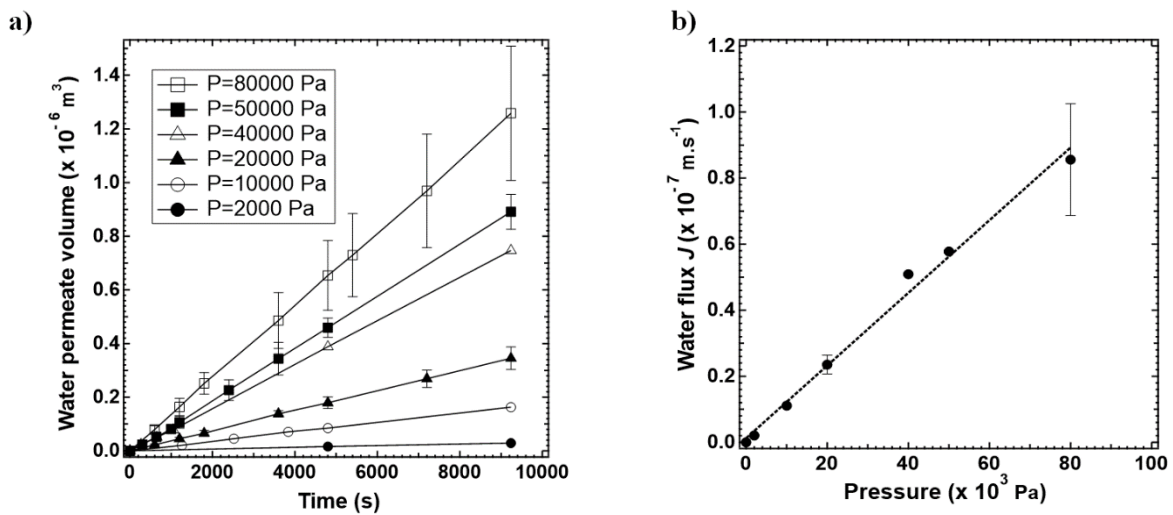 a)
Water permeate volume (x 10⁻⁶ m³)
1.4
1.2
1.0
0.8
0.6
0.4
0.2
0.0
P=80000 Pa
P=50000 Pa
P=40000 Pa
P=20000 Pa
P=10000 Pa
P=2000 Pa
0 2000 4000 6000 8000 10000
Time (s)
b)
Water flux J (x 10⁻⁷ m.s⁻¹)
1.2
1.0
0.8
0.6
0.4
0.2
0.0
0 20 40 60 80 100
Pressure (x 10³ Pa)